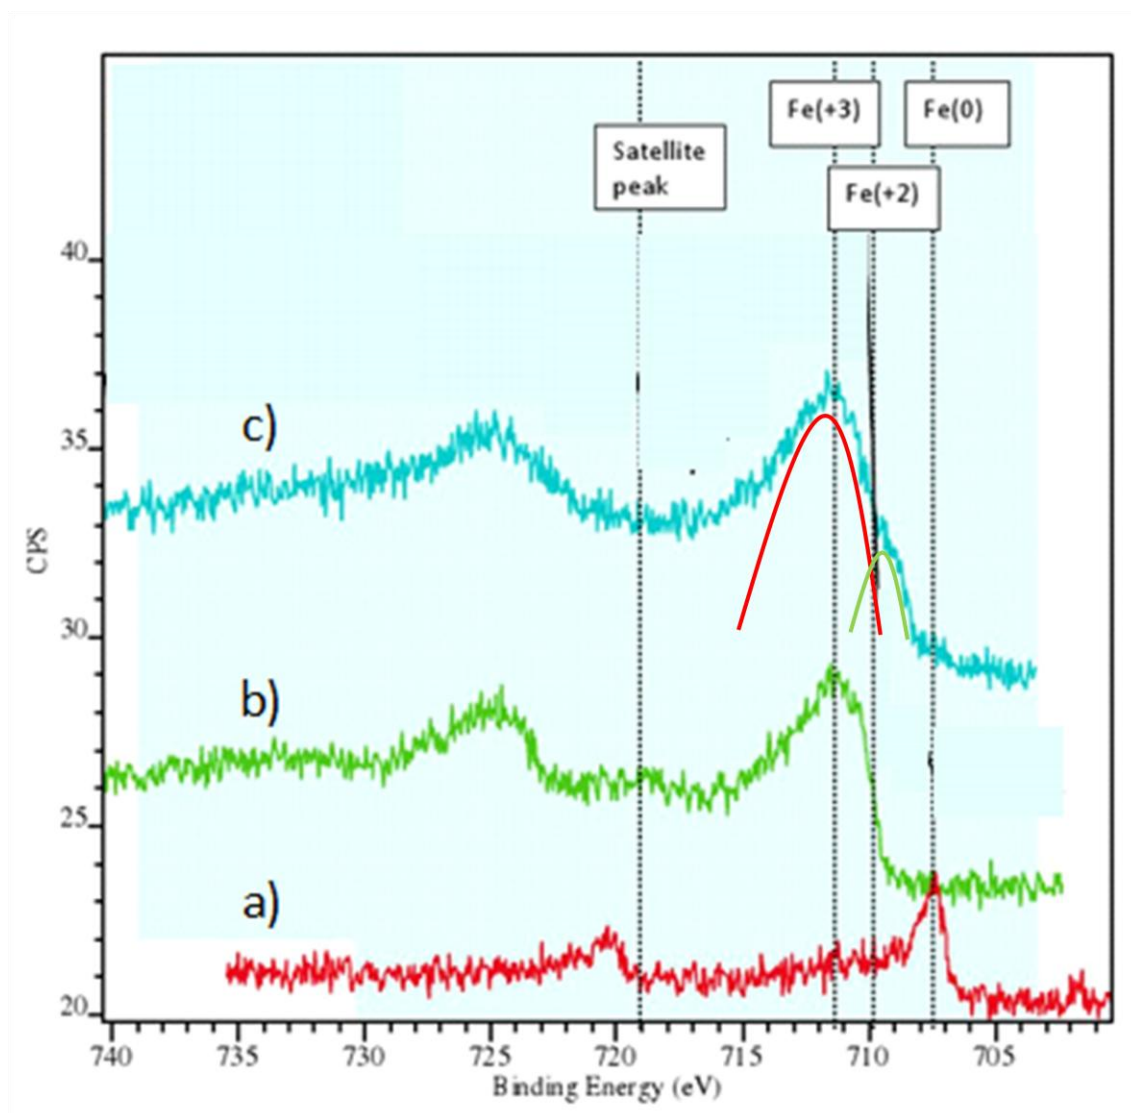 Fe(+3)
Fe(0)
Satellite
peak
Fe(+2)
40
35
30
25
20
CPS
c)
b)
a)
740
735
730
725
720
715
710
705
Binding Energy (eV)